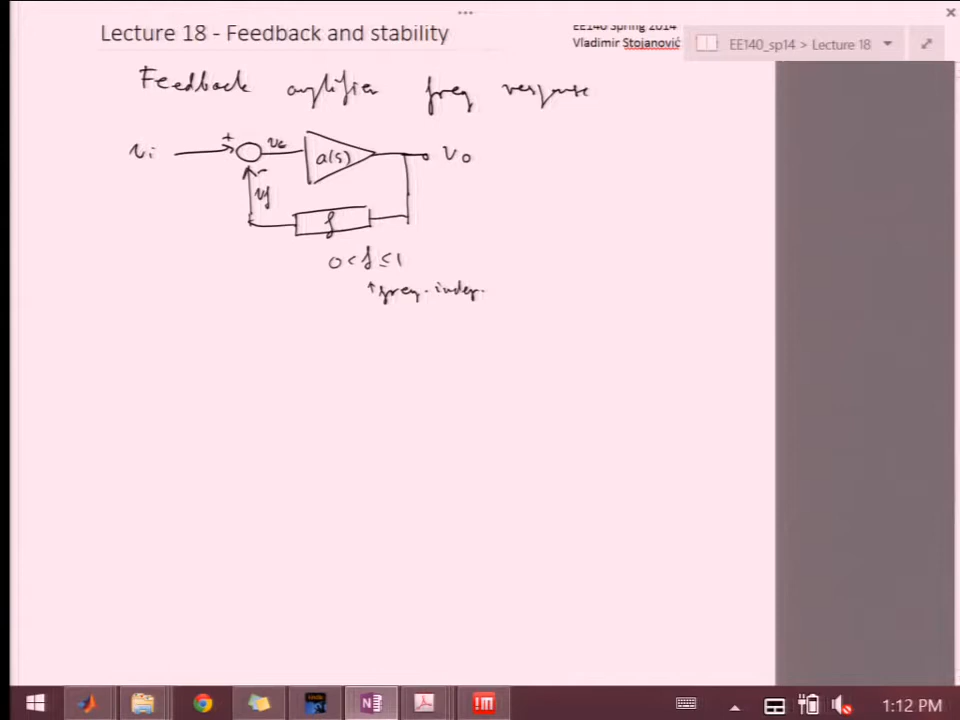 Lecture 18 - Feedback and stability
EE140 Spring 2014
Vladimir Stojanović
EE140_sp14 > Lecture 18
Feedback amplifier freq response
vi
+
ve
a(s)
vo
-
vf
f
0 < f ≤ 1
↑ freq. indep.
1:12 PM